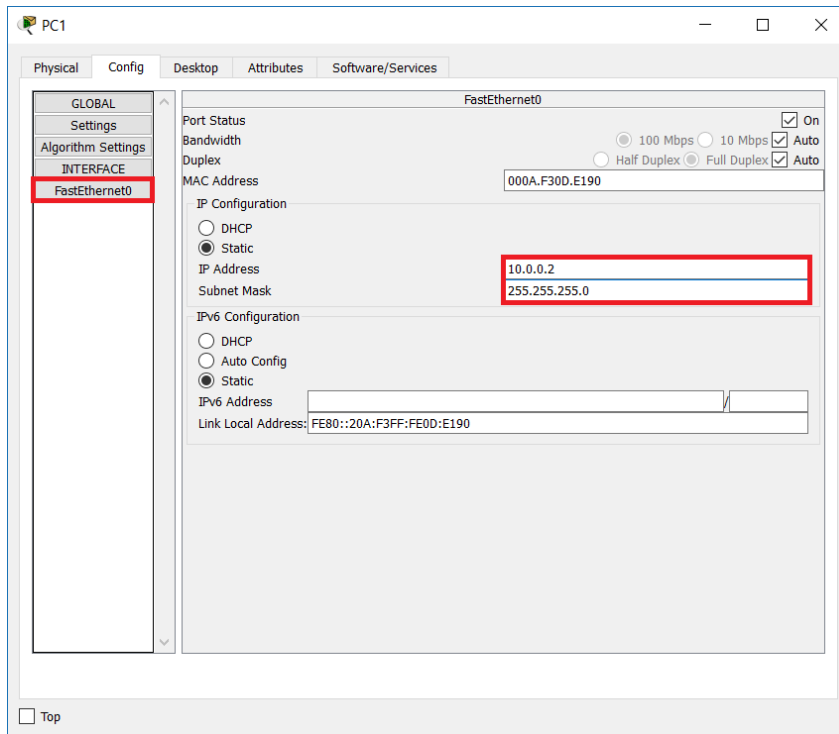 PC1
Physical Config Desktop Attributes Software/Services
GLOBAL
Settings
Algorithm Settings
INTERFACE
FastEthernet0
FastEthernet0
Port Status On
Bandwidth 100 Mbps 10 Mbps Auto
Duplex Half Duplex Full Duplex Auto
MAC Address 000A.F30D.E190
IP Configuration
DHCP
Static
IP Address 10.0.0.2
Subnet Mask 255.255.255.0
IPv6 Configuration
DHCP
Auto Config
Static
IPv6 Address /
Link Local Address: FE80::20A:F3FF:FE0D:E190
Top